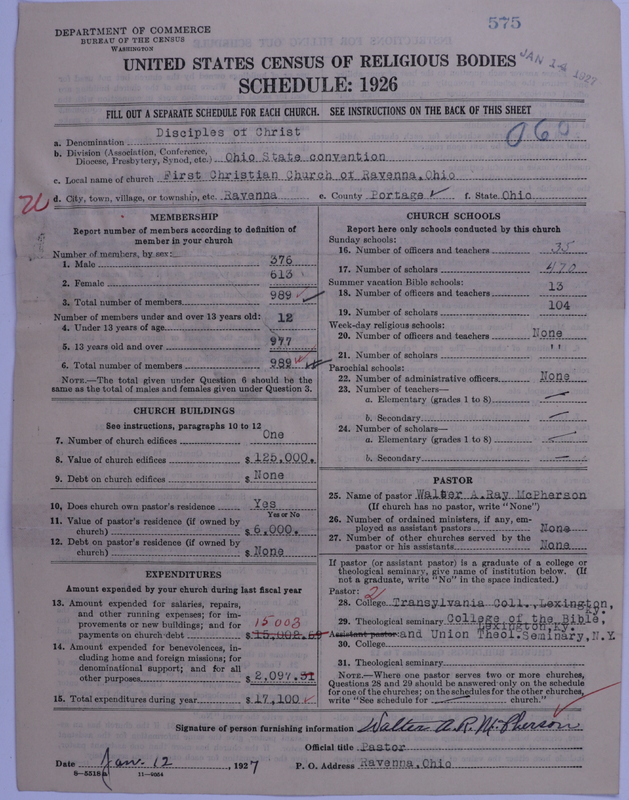 575
DEPARTMENT OF COMMERCE
BUREAU OF THE CENSUS
WASHINGTON
JAN 14 1927
UNITED STATES CENSUS OF RELIGIOUS BODIES
SCHEDULE: 1926
FILL OUT A SEPARATE SCHEDULE FOR EACH CHURCH. SEE INSTRUCTIONS ON THE BACK OF THIS SHEET
060
a. Denomination Disciples of Christ
b. Division (Association, Conference, Diocese, Presbytery, Synod, etc.) Ohio State convention
c. Local name of church First Christian Church of Ravenna, Ohio
d. City, town, village, or township, etc. Ravenna e. County Portage f. State Ohio
MEMBERSHIP
Report number of members according to definition of
member in your church
Number of members, by sex:
1. Male 376
2. Female 613
3. Total number of members 989
Number of members under and over 13 years old:
4. Under 13 years of age 12
5. 13 years old and over 977
6. Total number of members 989
NOTE.—The total given under Question 6 should be the
same as the total of males and females given under Question 3.
CHURCH BUILDINGS
See instructions, paragraphs 10 to 12
7. Number of church edifices One
8. Value of church edifices $ 125,000.
9. Debt on church edifices $ None
10. Does church own pastor's residence Yes
Yes or No
11. Value of pastor's residence (if owned by
church) $ 6,000.
12. Debt on pastor's residence (if owned by
church) $ None
EXPENDITURES
Amount expended by your church during last fiscal year
13. Amount expended for salaries, repairs,
and other running expenses; for im-
provements or new buildings; and for
payments on church debt $ 15,002.69 15003
14. Amount expended for benevolences, in-
cluding home and foreign missions; for
denominational support; and for all
other purposes $ 2,097.31
15. Total expenditures during year $ 17,100
CHURCH SCHOOLS
Report here only schools conducted by this church
Sunday schools:
16. Number of officers and teachers 35
17. Number of scholars 470
Summer vacation Bible schools:
18. Number of officers and teachers 13
19. Number of scholars 104
Week-day religious schools:
20. Number of officers and teachers None
21. Number of scholars "
Parochial schools:
22. Number of administrative officers None
23. Number of teachers—
a. Elementary (grades 1 to 8)
b. Secondary
24. Number of scholars—
a. Elementary (grades 1 to 8)
b. Secondary
PASTOR
25. Name of pastor Walter A.Ray McPherson
(If church has no pastor, write "None")
26. Number of ordained ministers, if any, em-
ployed as assistant pastors None
27. Number of other churches served by the
pastor or his assistants None
If pastor (or assistant pastor) is a graduate of a college or
theological seminary, give name of institution below. (If
not a graduate, write "No" in the space indicated.)
Pastor: 2
28. College Transylvania Coll., Lexington, Ky.
29. Theological seminary College of the Bible, Lexington,Ky.
Assistant pastor: and Union Theol.Seminary, N.Y.
30. College
31. Theological seminary
NOTE.—Where one pastor serves two or more churches,
Questions 28 and 29 should be answered only on the schedule
for one of the churches; on the schedules for the other churches,
write "See schedule for church."
Signature of person furnishing information Walter A. R. McPherson
Official title Pastor
Date Jan. 12, 1927 P. O. Address Ravenna, Ohio
8—5518a 11—9064